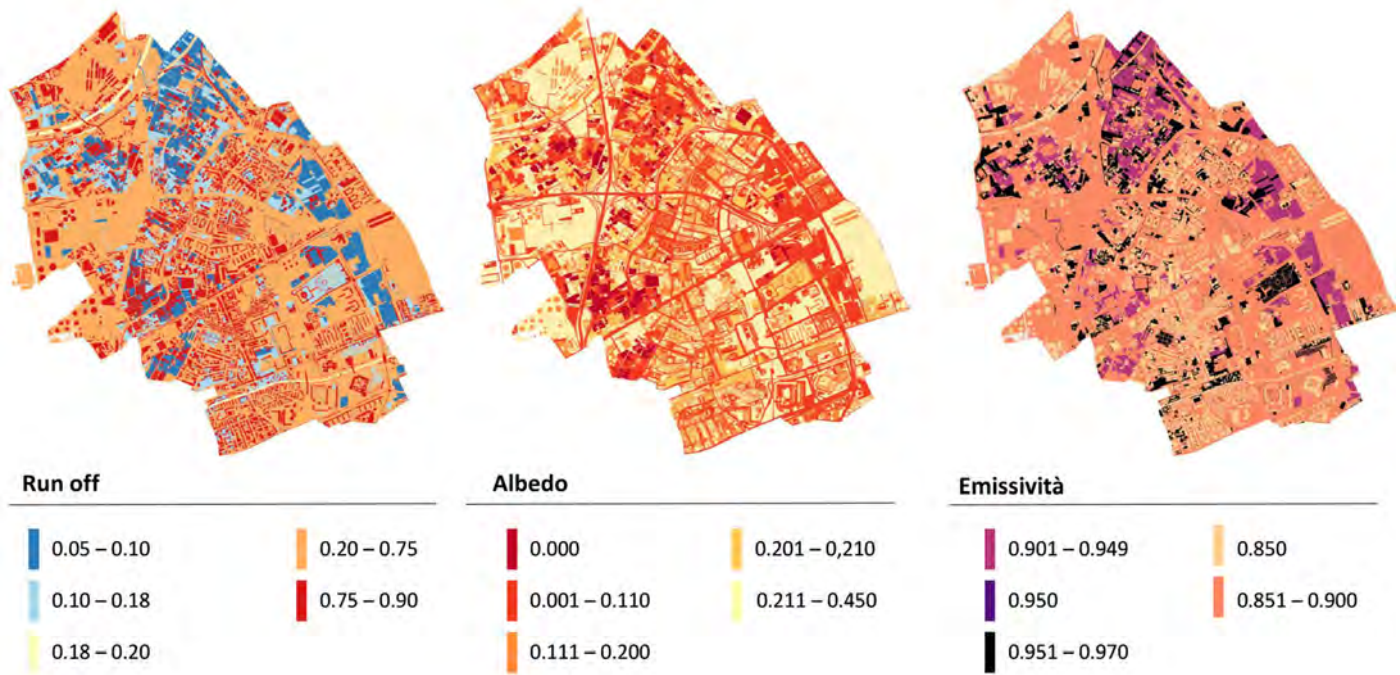 Run off
0.05 – 0.10
0.10 – 0.18
0.18 – 0.20
0.20 – 0.75
0.75 – 0.90
Albedo
0.000
0.001 – 0.110
0.111 – 0.200
0.201 – 0,210
0.211 – 0.450
Emissività
0.901 – 0.949
0.950
0.951 – 0.970
0.850
0.851 – 0.900